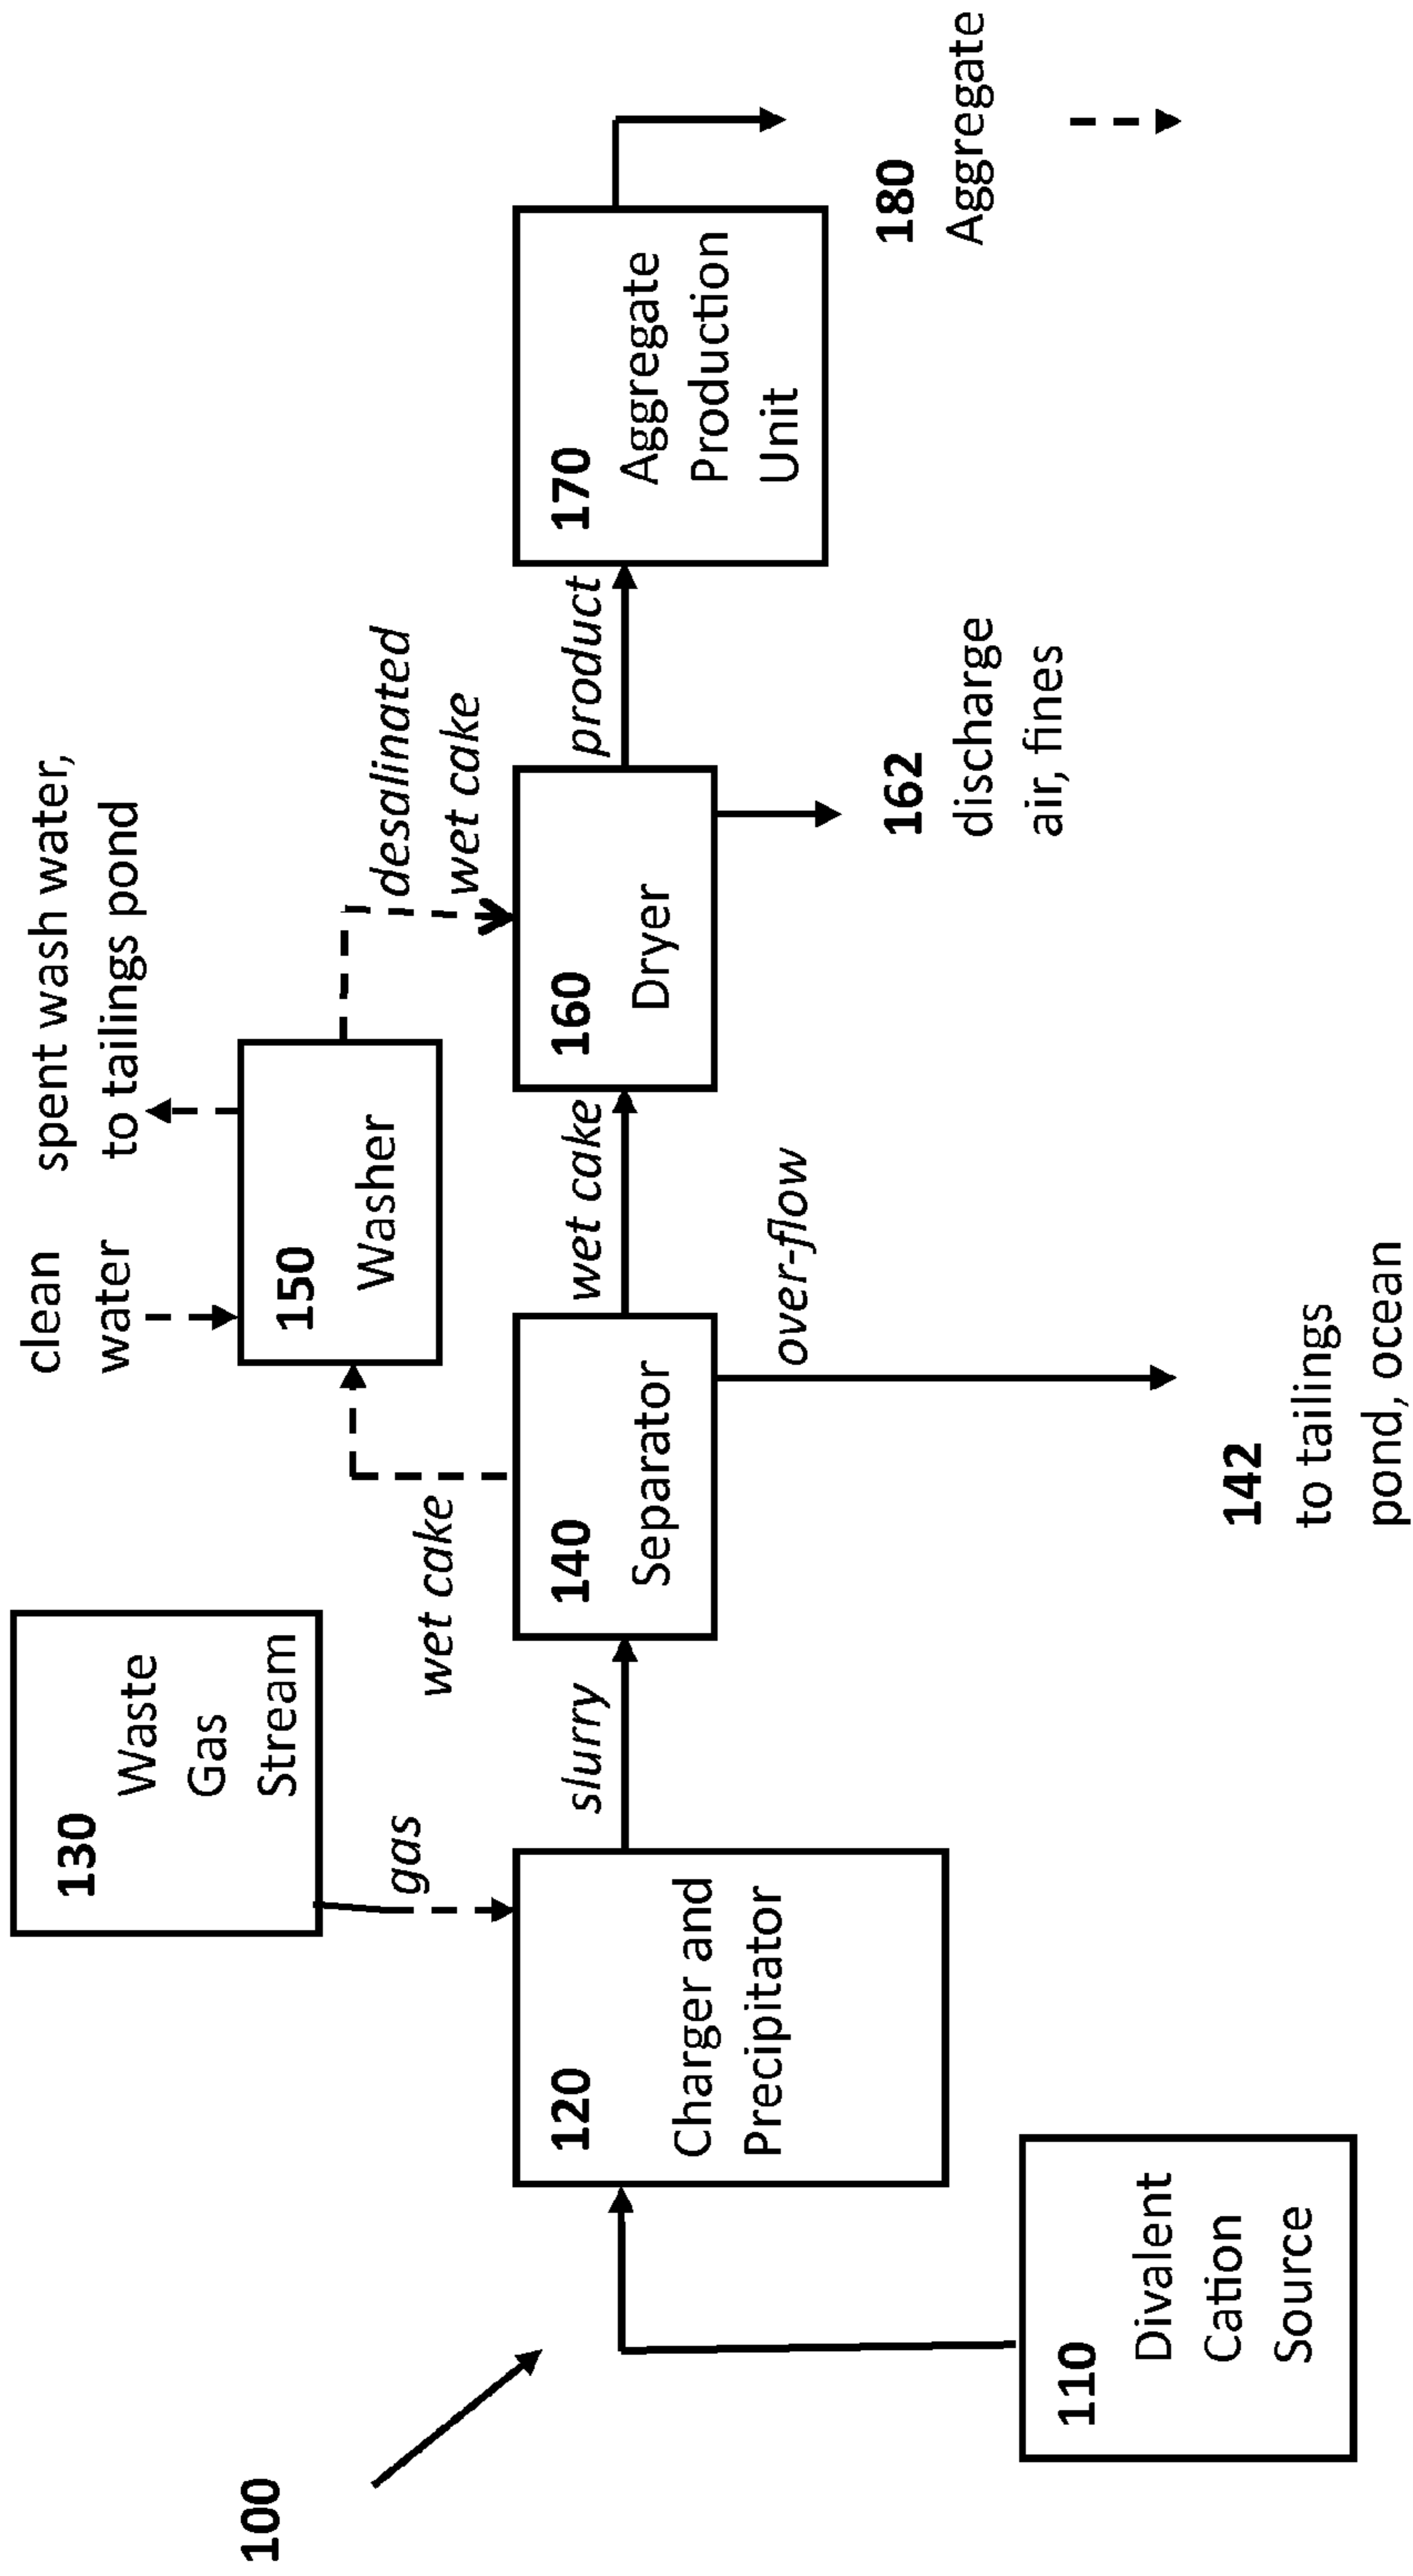 100
110
Divalent
Cation
Source
120
Charger and
Precipitator
130
Waste
Gas
Stream
gas
slurry
140
Separator
wet cake
wet cake
over-flow
142
to tailings
pond, ocean
clean
water
150
Washer
spent wash water,
to tailings pond
desalinated
wet cake
160
Dryer
162
discharge
air, fines
product
170
Aggregate
Production
Unit
180
Aggregate